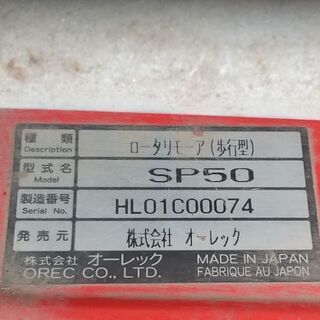 種類 Description ロータリモーア(歩行型)
型式名 Model SP50
製造番号 Serial No. HL01C00074
発売元 株式会社 オーレック
株式会社 オーレック MADE IN JAPAN
OREC CO., LTD. FABRIQUE AU JAPON